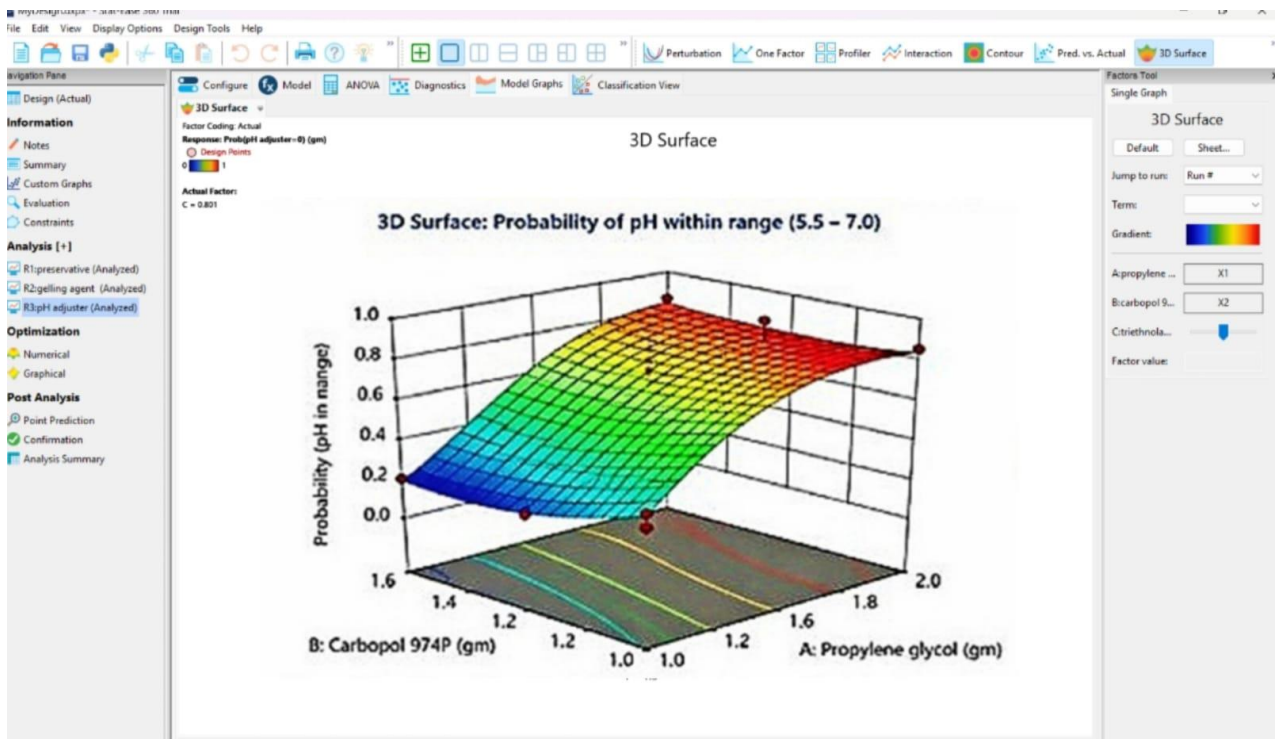 File Edit View Display Options Design Tools Help
" " Perturbation One Factor Profiler Interaction Contour Pred. vs. Actual 3D Surface
Navigation Pane
Design (Actual)
Information
Notes
Summary
Custom Graphs
Evaluation
Constraints
Analysis [+]
R1:preservative (Analyzed)
R2:gelling agent (Analyzed)
R3:pH adjuster (Analyzed)
Optimization
Numerical
Graphical
Post Analysis
Point Prediction
Confirmation
Analysis Summary
Configure Model ANOVA Diagnostics Model Graphs Classification View
3D Surface
Factor Coding: Actual
Response: Prob(pH adjuster=0) (gm)
Design Points
0 1
Actual Factor:
C = 0.801
3D Surface
3D Surface: Probability of pH within range (5.5 – 7.0)
Probability (pH in nange)
1.0
0.8
0.6
0.4
0.2
0.0
1.6
1.4
1.2
1.2
1.0
B: Carbopol 974P (gm)
1.0
1.2
1.6
1.8
2.0
A: Propylene glycol (gm)
Factors Tool
Single Graph
3D Surface
Default Sheet...
Jump to run: Run #
Term:
Gradient:
A:propylene ... X1
B:carbopol 9... X2
C:triethnola...
Factor value: